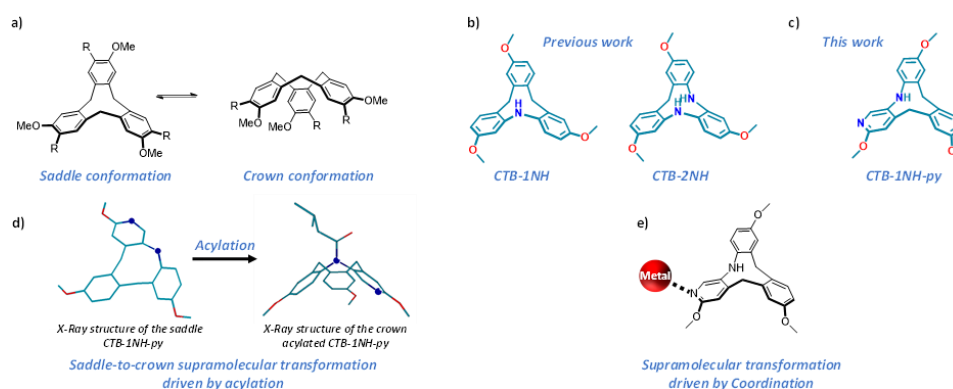 a)
R
OMe
MeO
R
R
OMe
Saddle conformation
R
MeO
MeO
R
R
OMe
Crown conformation
b)
Previous work
O
H
N
O
O
CTB-1NH
O
HN
H
N
O
O
CTB-2NH
c)
This work
O
NH
N
O
O
CTB-1NH-py
d)
Acylation
X-Ray structure of the saddle
CTB-1NH-py
X-Ray structure of the crown
acylated CTB-1NH-py
Saddle-to-crown supramolecular transformation
driven by acylation
e)
Metal
O
NH
N
O
O
Supramolecular transformation
driven by Coordination